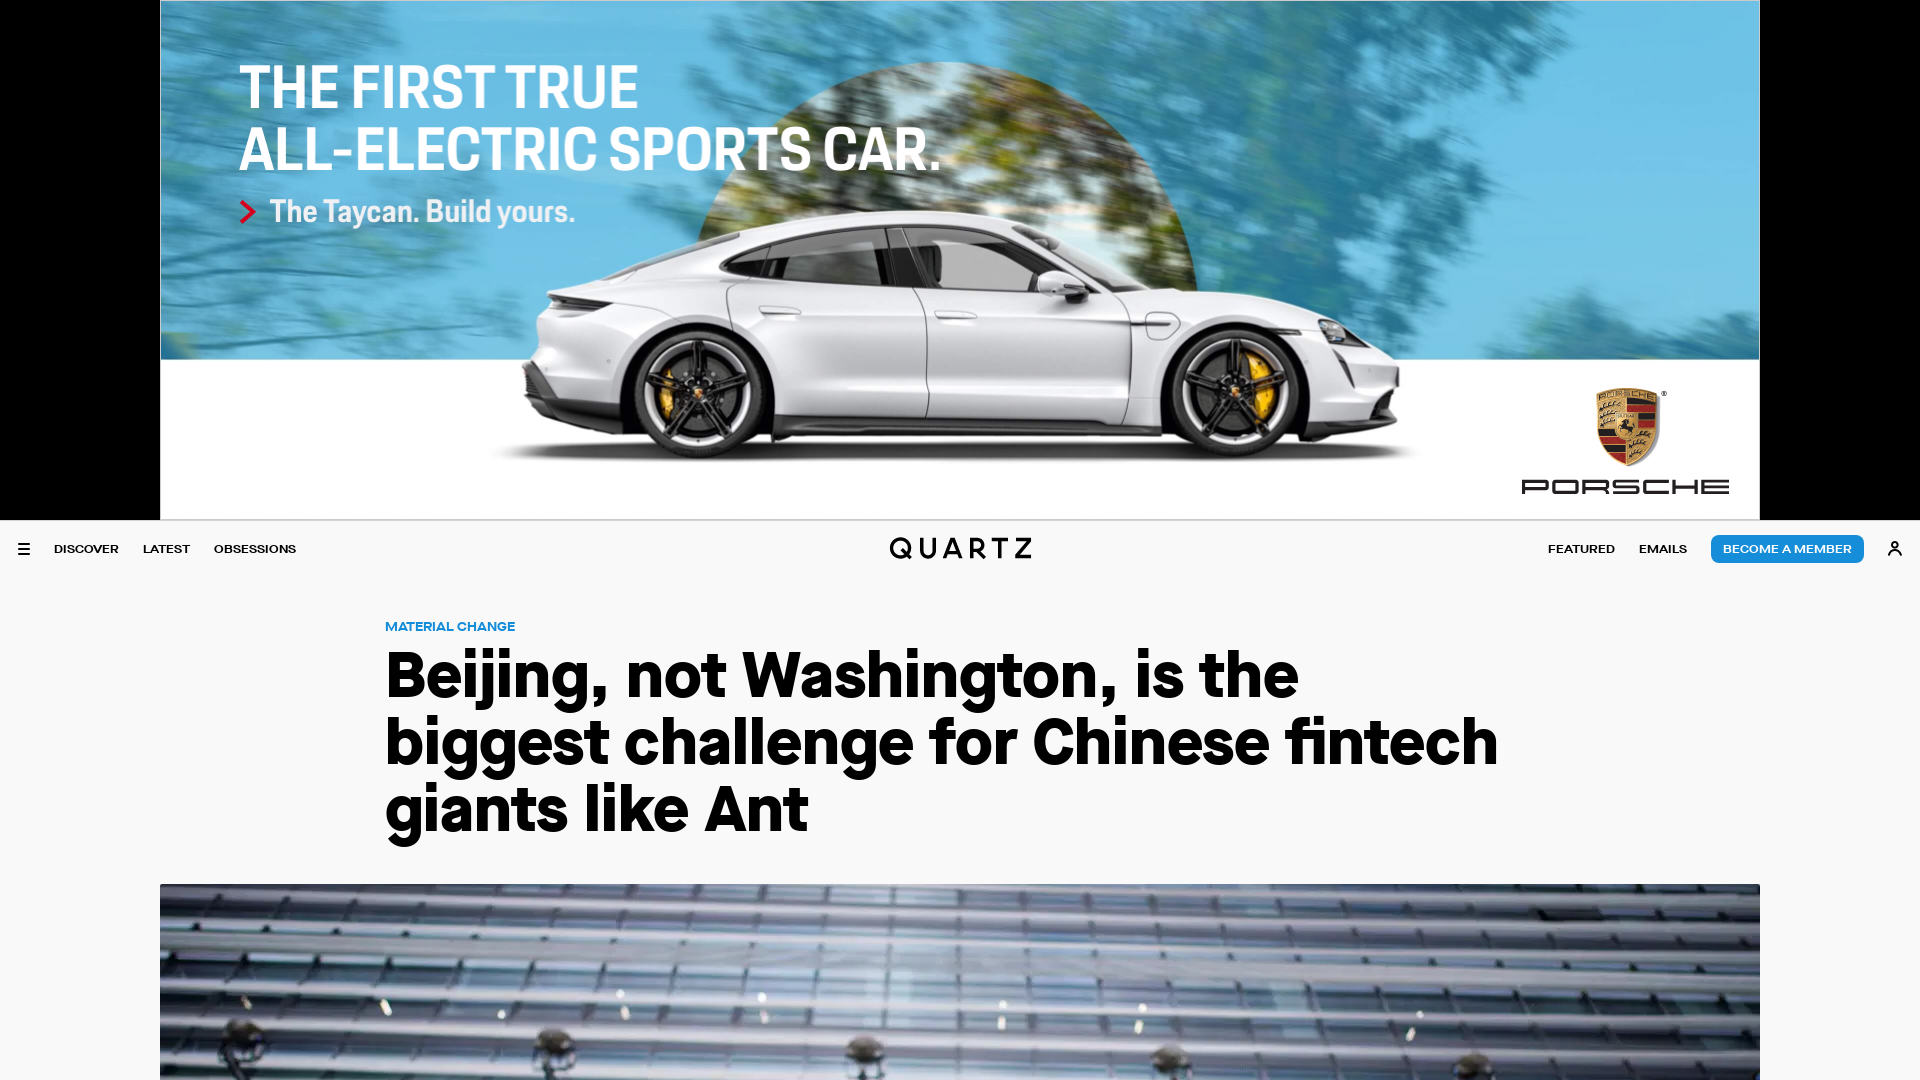 THE FIRST TRUE
ALL-ELECTRIC SPORTS CAR.
The Taycan. Build yours.
PORSCHE
DISCOVER LATEST OBSESSIONS QUARTZ FEATURED EMAILS BECOME A MEMBER
MATERIAL CHANGE
Beijing, not Washington, is the
biggest challenge for Chinese fintech
giants like Ant